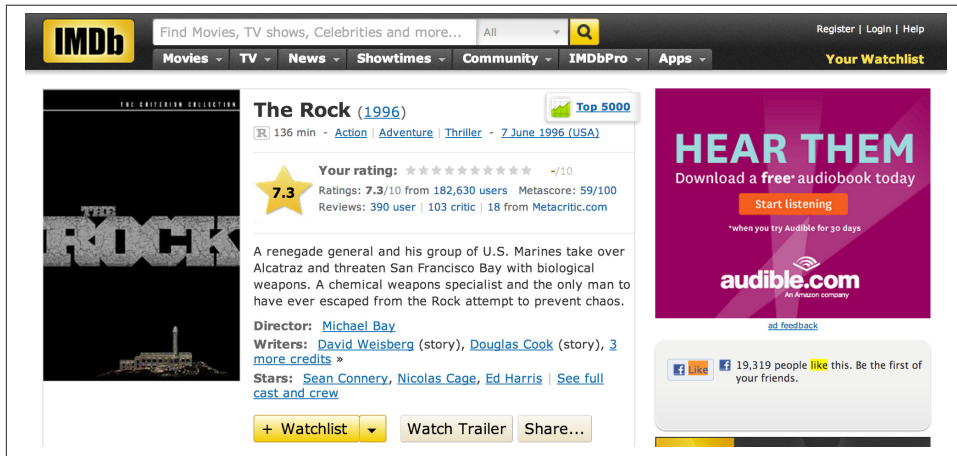 IMDb
Find Movies, TV shows, Celebrities and more...
All
Register | Login | Help
Movies
TV
News
Showtimes
Community
IMDbPro
Apps
Your Watchlist
THE CRITERION COLLECTION
THE
ROCK
The Rock (1996)
Top 5000
R 136 min - Action | Adventure | Thriller - 7 June 1996 (USA)
7.3
Your rating: -/10
Ratings: 7.3/10 from 182,630 users Metascore: 59/100
Reviews: 390 user | 103 critic | 18 from Metacritic.com
A renegade general and his group of U.S. Marines take over
Alcatraz and threaten San Francisco Bay with biological
weapons. A chemical weapons specialist and the only man to
have ever escaped from the Rock attempt to prevent chaos.
Director: Michael Bay
Writers: David Weisberg (story), Douglas Cook (story), 3
more credits »
Stars: Sean Connery, Nicolas Cage, Ed Harris | See full
cast and crew
+ Watchlist
Watch Trailer
Share...
HEAR THEM
Download a free* audiobook today
Start listening
*when you try Audible for 30 days
audible.com
An Amazon company
ad feedback
f Like
f 19,319 people like this. Be the first of
your friends.